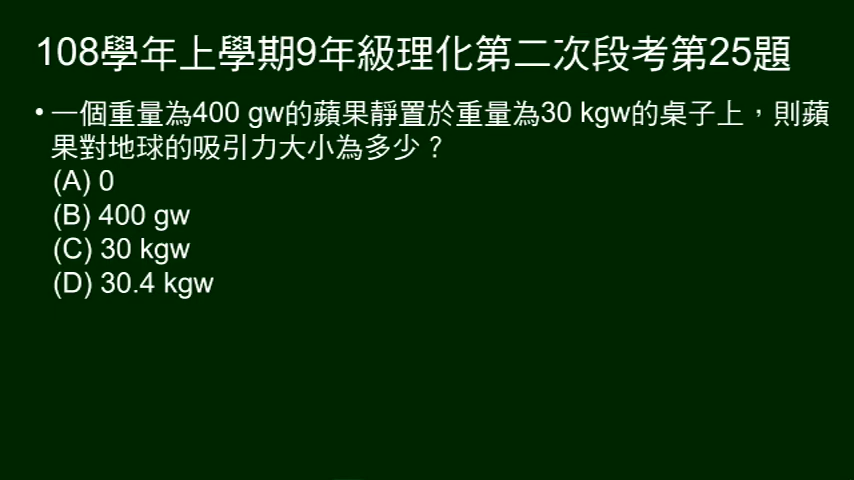 108學年上學期9年級理化第二次段考第25題
• 一個重量為400 gw的蘋果靜置於重量為30 kgw的桌子上，則蘋
果對地球的吸引力大小為多少？
(A) 0
(B) 400 gw
(C) 30 kgw
(D) 30.4 kgw